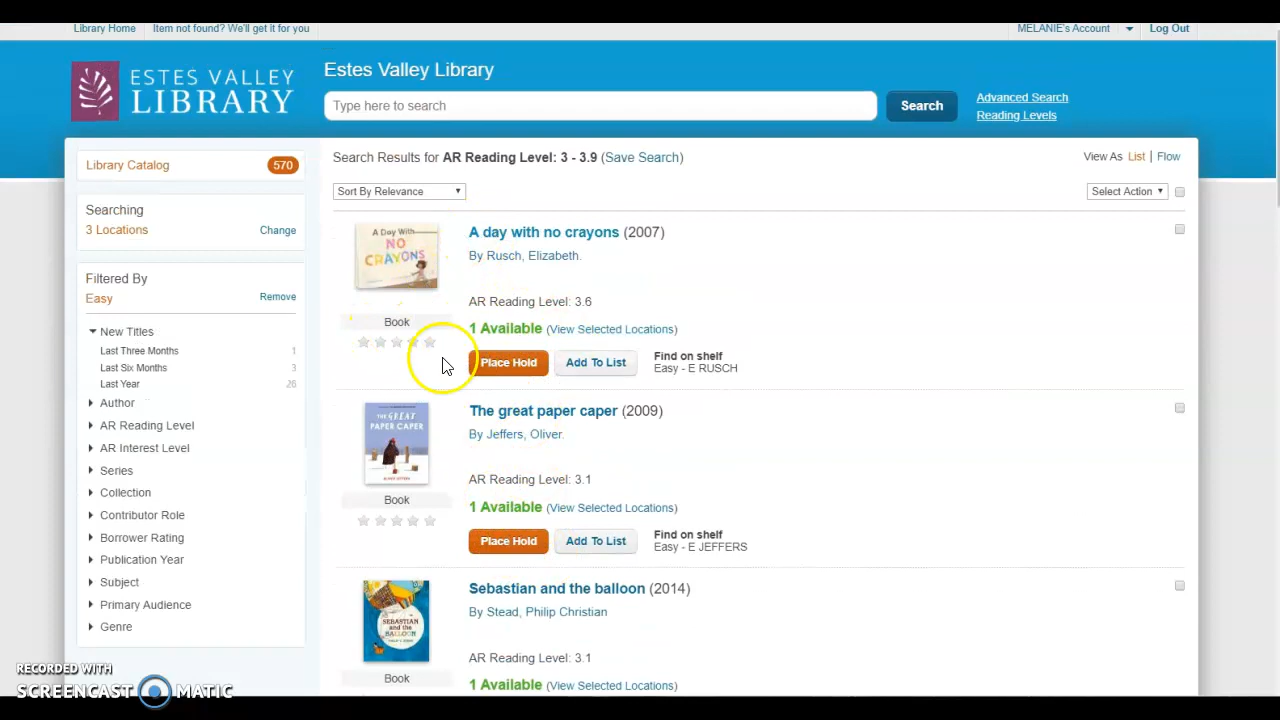 Library Home
Item not found? We'll get it for you
MELANIE's Account
Log Out
ESTES VALLEY
LIBRARY
Estes Valley Library
Type here to search
Search
Advanced Search
Reading Levels
Library Catalog 570
Searching
3 Locations Change
Filtered By
Easy Remove
New Titles
Last Three Months 1
Last Six Months 3
Last Year 26
Author
AR Reading Level
AR Interest Level
Series
Collection
Contributor Role
Borrower Rating
Publication Year
Subject
Primary Audience
Genre
Search Results for AR Reading Level: 3 - 3.9 (Save Search)
View As List | Flow
Sort By Relevance
Select Action
A Day With
NO
CRAYONS
Book
A day with no crayons (2007)
By Rusch, Elizabeth.
AR Reading Level: 3.6
1 Available (View Selected Locations)
Place Hold
Add To List
Find on shelf
Easy - E RUSCH
THE GREAT
PAPER CAPER
Book
The great paper caper (2009)
By Jeffers, Oliver.
AR Reading Level: 3.1
1 Available (View Selected Locations)
Place Hold
Add To List
Find on shelf
Easy - E JEFFERS
SEBASTIAN
and the
BALLOON
Book
Sebastian and the balloon (2014)
By Stead, Philip Christian
AR Reading Level: 3.1
1 Available (View Selected Locations)
RECORDED WITH
SCREENCAST MATIC